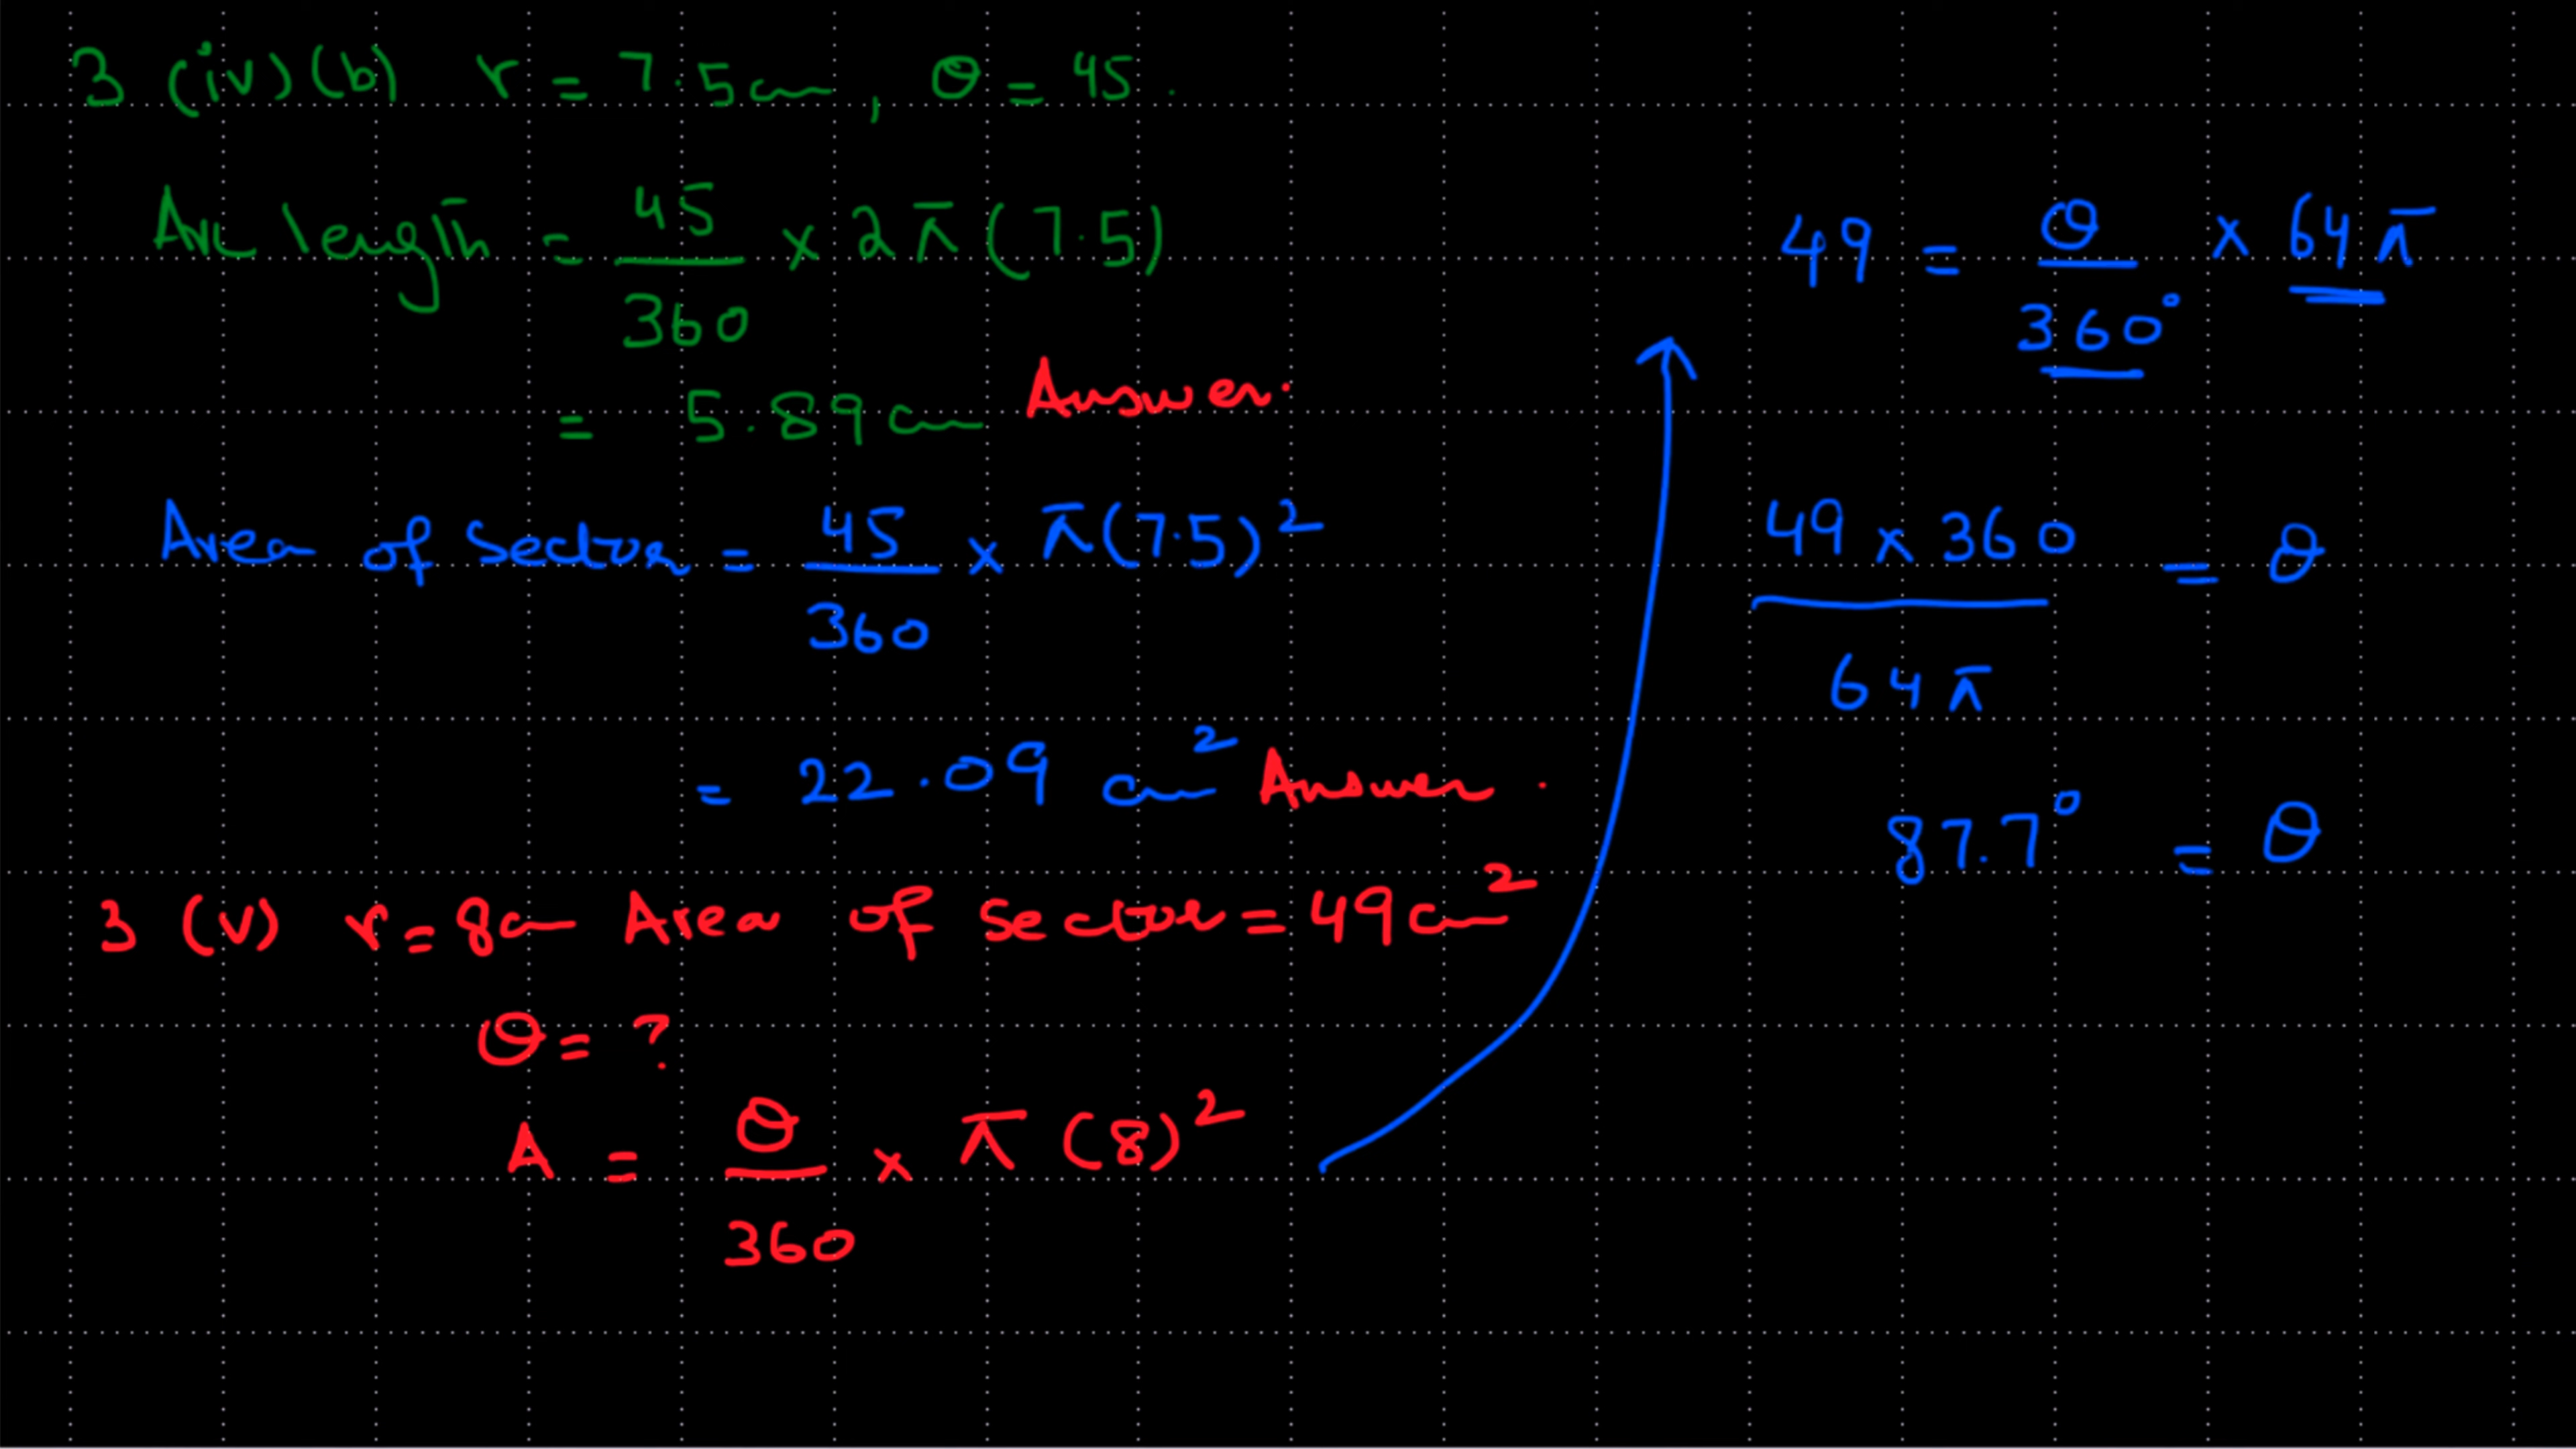 3 (iv)(b) r = 7.5cm, θ = 45.
Arc length = 45/360 × 2π(7.5)
= 5.89cm Answer.
Area of sector = 45/360 × π(7.5)²
= 22.09 cm² Answer.
3 (v) r=8cm Area of sector = 49cm²
θ = ?
A = θ/360 × π(8)²
49 = θ/360° × 64π
49 × 360/64π = θ
87.7° = θ